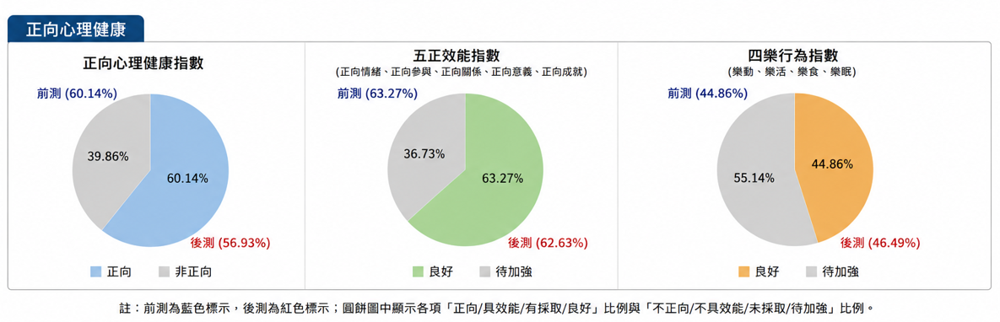 正向心理健康
正向心理健康指數
前測 (60.14%)
39.86%
60.14%
後測 (56.93%)
正向
非正向
五正效能指數
(正向情緒、正向參與、正向關係、正向意義、正向成就)
前測 (63.27%)
36.73%
63.27%
後測 (62.63%)
良好
待加強
四樂行為指數
(樂動、樂活、樂食、樂眠)
前測 (44.86%)
44.86%
55.14%
後測 (46.49%)
良好
待加強
註：前測為藍色標示，後測為紅色標示；圓餅圖中顯示各項「正向/具效能/有採取/良好」比例與「不正向/不具效能/未採取/待加強」比例。